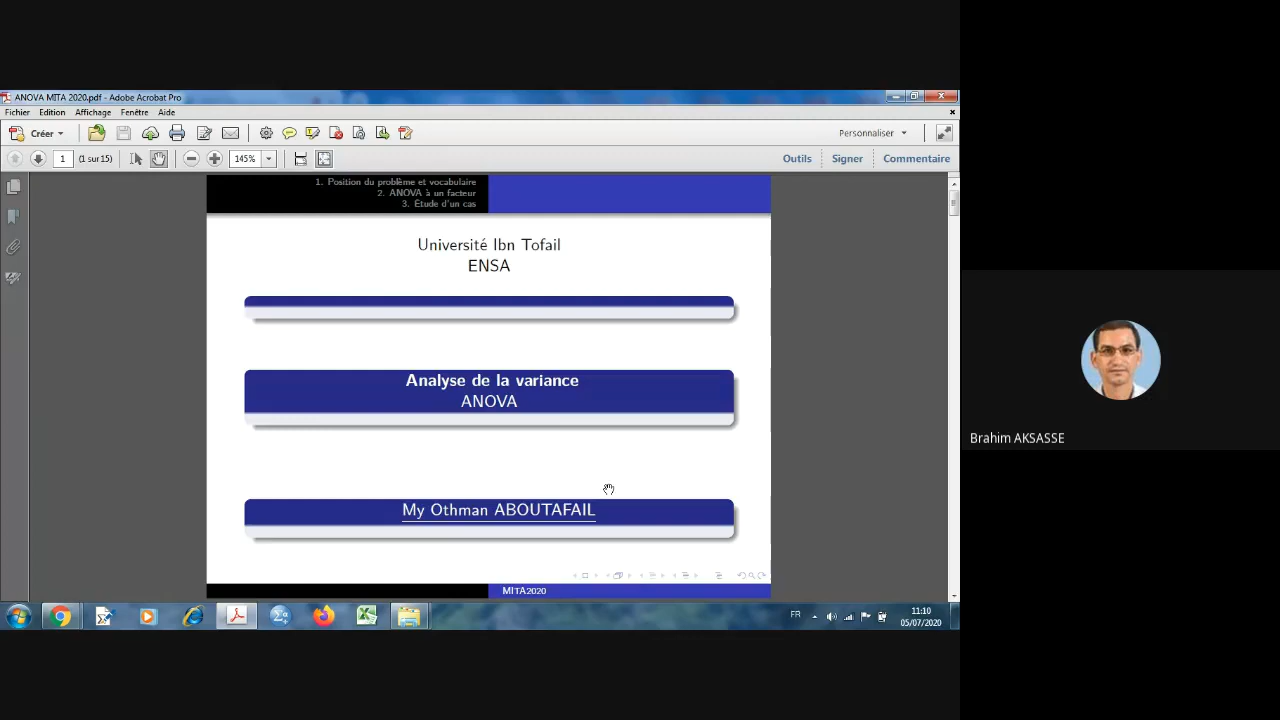 ANOVA MITA 2020.pdf - Adobe Acrobat Pro
Fichier Edition Affichage Fenêtre Aide
Créer
Personnaliser
1 (1 sur 15)
145%
Outils Signer Commentaire
1. Position du problème et vocabulaire
2. ANOVA à un facteur
3. Étude d'un cas
Université Ibn Tofail
ENSA
Analyse de la variance
ANOVA
My Othman ABOUTAFAIL
MITA2020
FR
11:10
05/07/2020
Brahim AKSASSE